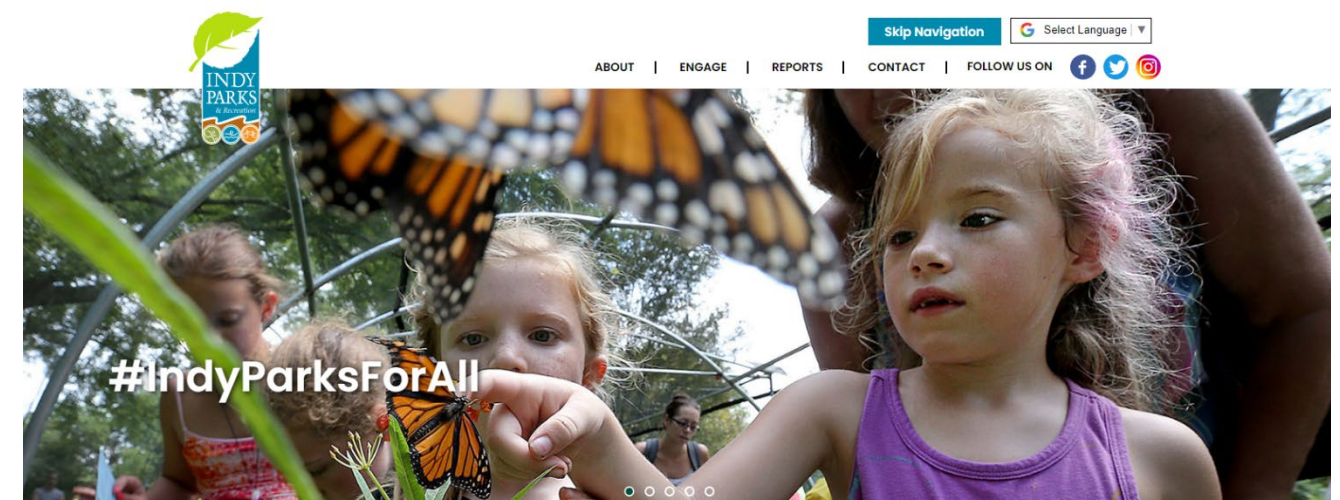 INDY
PARKS
& Recreation
Skip Navigation
Select Language ▼
ABOUT | ENGAGE | REPORTS | CONTACT | FOLLOW US ON
#IndyParksForAll